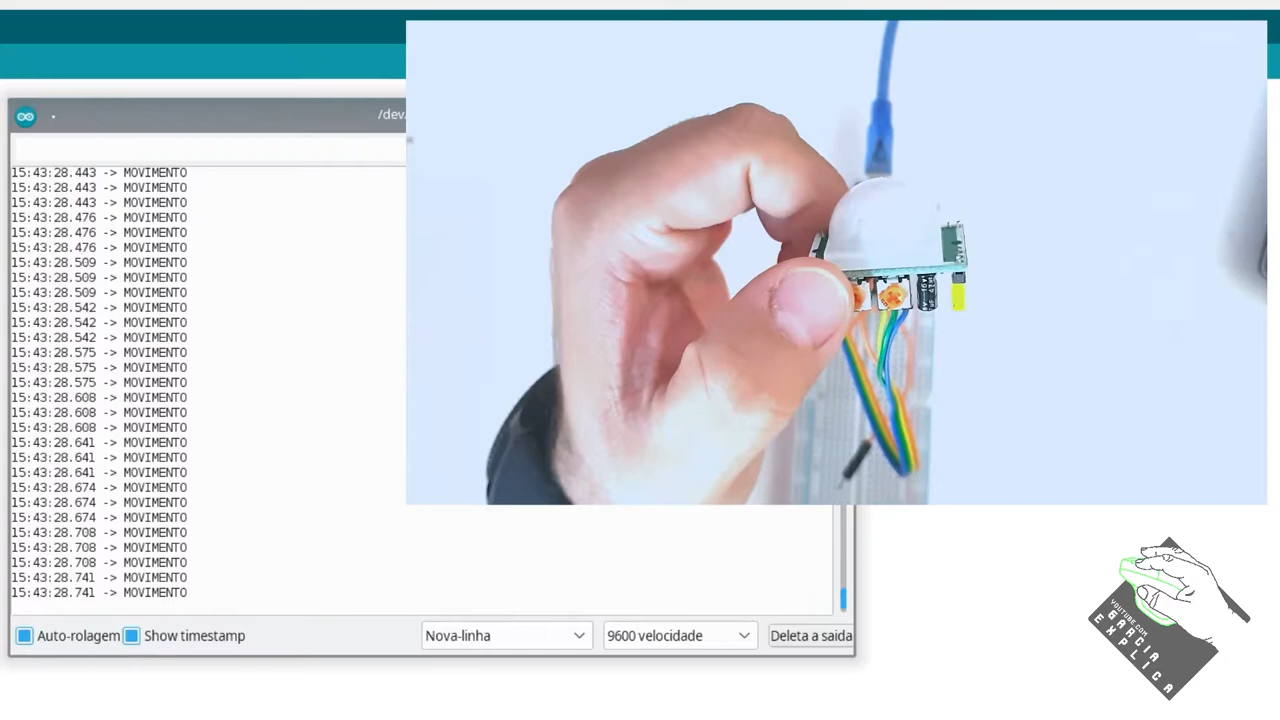 /dev.
15:43:28.443 -> MOVIMENTO
15:43:28.443 -> MOVIMENTO
15:43:28.443 -> MOVIMENTO
15:43:28.476 -> MOVIMENTO
15:43:28.476 -> MOVIMENTO
15:43:28.476 -> MOVIMENTO
15:43:28.509 -> MOVIMENTO
15:43:28.509 -> MOVIMENTO
15:43:28.509 -> MOVIMENTO
15:43:28.542 -> MOVIMENTO
15:43:28.542 -> MOVIMENTO
15:43:28.542 -> MOVIMENTO
15:43:28.575 -> MOVIMENTO
15:43:28.575 -> MOVIMENTO
15:43:28.575 -> MOVIMENTO
15:43:28.608 -> MOVIMENTO
15:43:28.608 -> MOVIMENTO
15:43:28.608 -> MOVIMENTO
15:43:28.641 -> MOVIMENTO
15:43:28.641 -> MOVIMENTO
15:43:28.641 -> MOVIMENTO
15:43:28.674 -> MOVIMENTO
15:43:28.674 -> MOVIMENTO
15:43:28.674 -> MOVIMENTO
15:43:28.708 -> MOVIMENTO
15:43:28.708 -> MOVIMENTO
15:43:28.708 -> MOVIMENTO
15:43:28.741 -> MOVIMENTO
15:43:28.741 -> MOVIMENTO
Auto-rolagem Show timestamp Nova-linha 9600 velocidade Deleta a saida
YOUTUBE.COM
GARCIA
EXPLICA